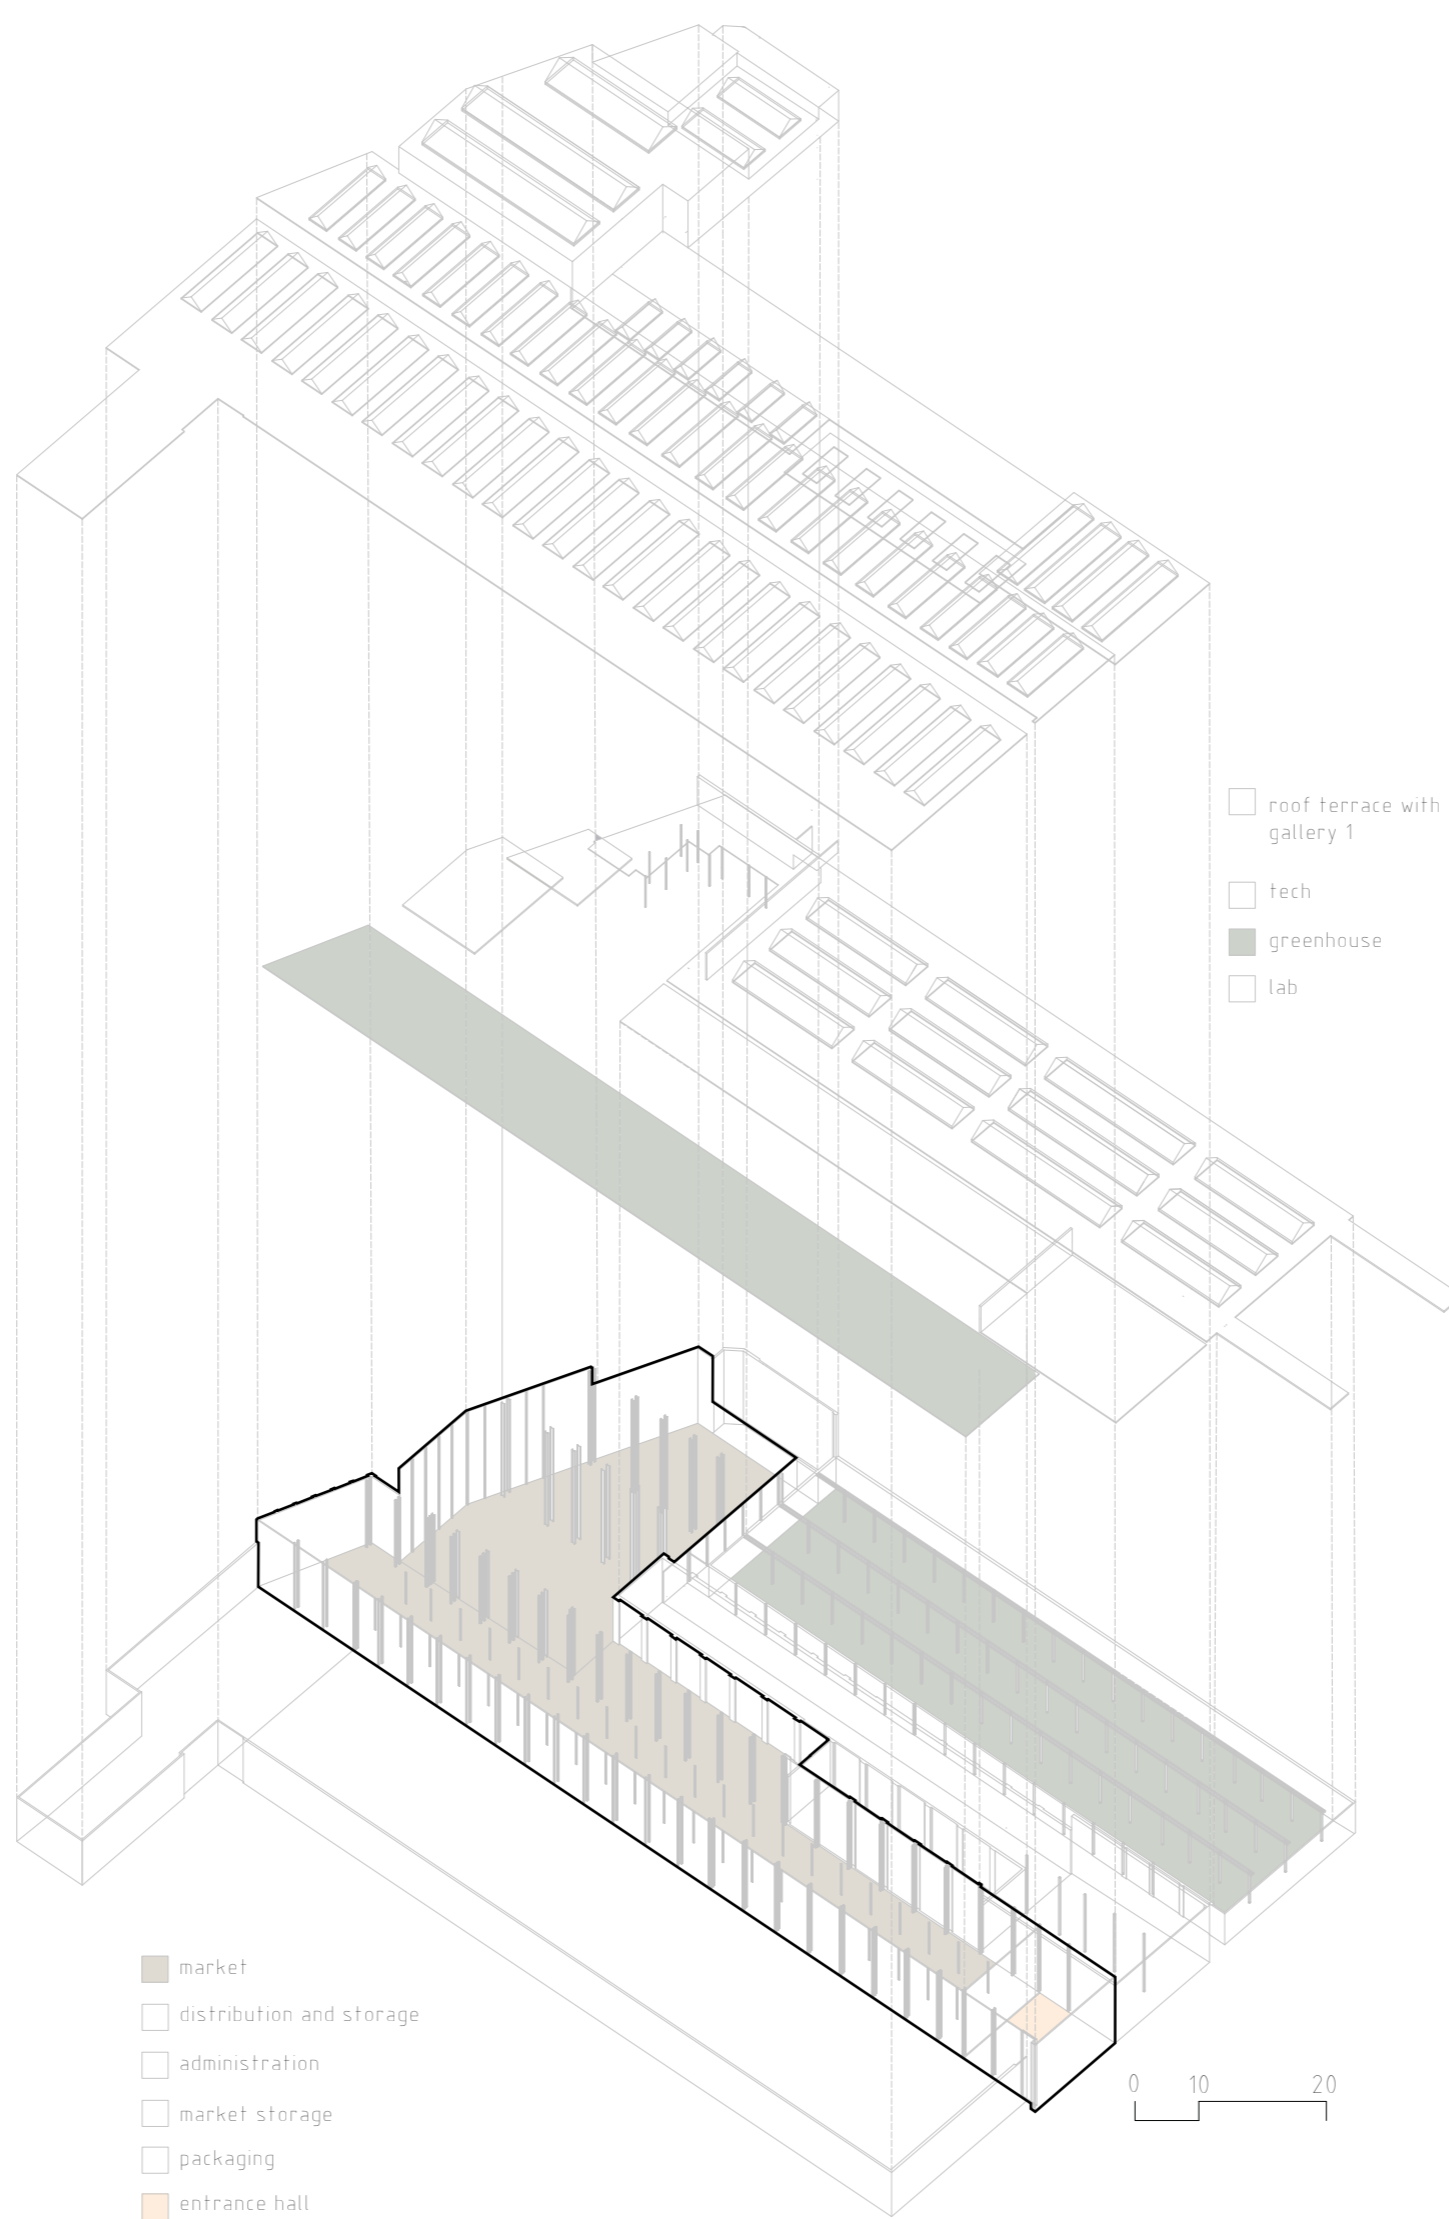 roof terrace with
gallery 1
tech
greenhouse
lab
market
distribution and storage
administration
market storage
packaging
entrance hall
0 10 20